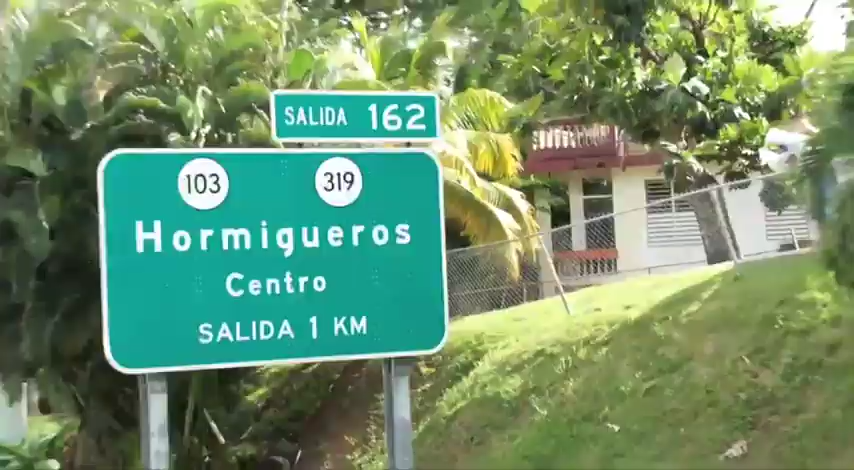 SALIDA 162
103 319
Hormigueros
Centro
SALIDA 1 KM